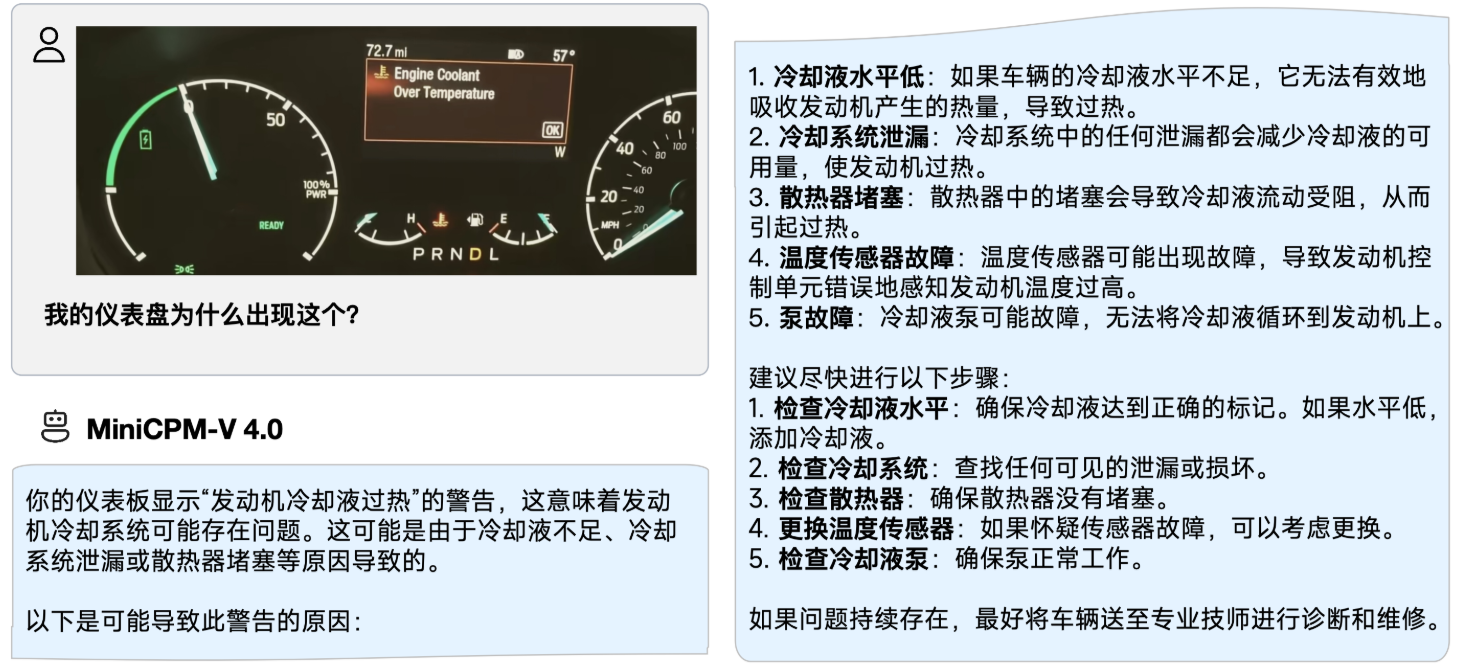 72.7 mi 57°
Engine Coolant
Over Temperature
OK
W
0
50
100%
PWR
READY
H
E
F
P R N D L
60
40
20
MPH
0
100
80
60
40
20
我的仪表盘为什么出现这个？
MiniCPM-V 4.0
你的仪表板显示“发动机冷却液过热”的警告，这意味着发动
机冷却系统可能存在问题。这可能是由于冷却液不足、冷却
系统泄漏或散热器堵塞等原因导致的。
以下是可能导致此警告的原因：
1. 冷却液水平低：如果车辆的冷却液水平不足，它无法有效地
吸收发动机产生的热量，导致过热。
2. 冷却系统泄漏：冷却系统中的任何泄漏都会减少冷却液的可
用量，使发动机过热。
3. 散热器堵塞：散热器中的堵塞会导致冷却液流动受阻，从而
引起过热。
4. 温度传感器故障：温度传感器可能出现故障，导致发动机控
制单元错误地感知发动机温度过高。
5. 泵故障：冷却液泵可能故障，无法将冷却液循环到发动机上。
建议尽快进行以下步骤：
1. 检查冷却液水平：确保冷却液达到正确的标记。如果水平低，
添加冷却液。
2. 检查冷却系统：查找任何可见的泄漏或损坏。
3. 检查散热器：确保散热器没有堵塞。
4. 更换温度传感器：如果怀疑传感器故障，可以考虑更换。
5. 检查冷却液泵：确保泵正常工作。
如果问题持续存在，最好将车辆送至专业技师进行诊断和维修。